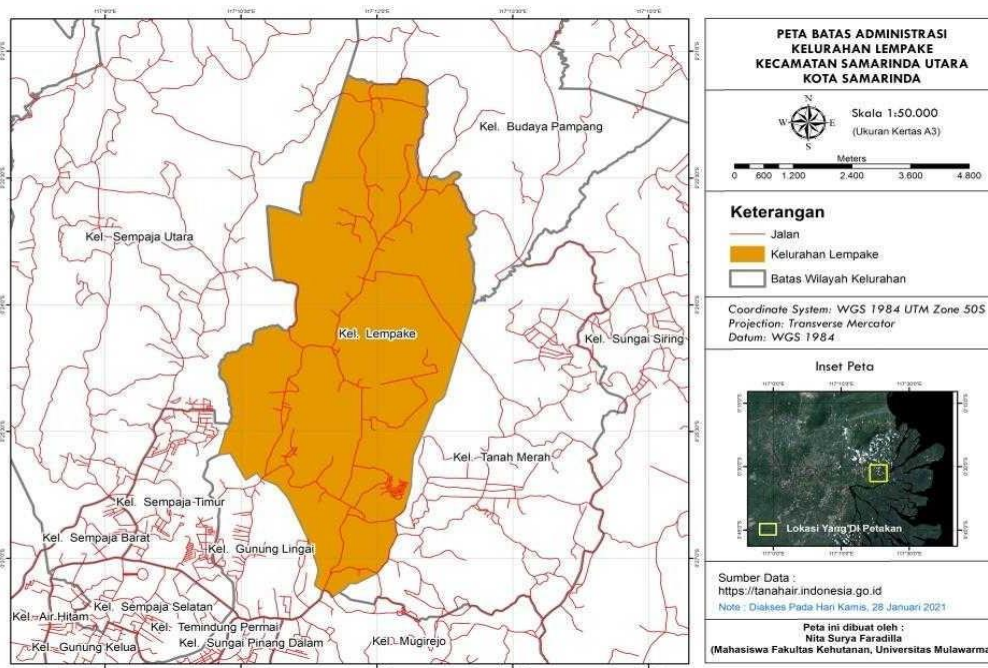 117°12'0"E
Kel. Budaya Pampang
Kel. Sempaja Utara
Kel. Lempake
Kel. Sungai Siring
Kel. Tanah Merah
Kel. Sempaja Timur
Kel. Sempaja Barat
Kel. Gunung Lingai
Kel. Air Hitam
Kel. Sempaja Selatan
Kel. Temindung Permai
Kel. Gunung Kelua
Kel. Sungai Pinang Dalam
Kel. Mugirejo
PETA BATAS ADMINISTRASI
KELURAHAN LEMPAKE
KECAMATAN SAMARINDA UTARA
KOTA SAMARINDA
N
W E
S
Skala 1:50.000
(Ukuran Kertas A3)
Meters
0 600 1.200 2.400 3.600 4.800
Keterangan
Jalan
Kelurahan Lempake
Batas Wilayah Kelurahan
Coordinate System: WGS 1984 UTM Zone 50S
Projection: Transverse Mercator
Datum: WGS 1984
Inset Peta
Lokasi Yang Di Petakan
Sumber Data :
https://tanahair.indonesia.go.id
Note : Diakses Pada Hari Kamis, 28 Januari 2021
Peta ini dibuat oleh :
Nita Surya Faradilla
(Mahasiswa Fakultas Kehutanan, Universitas Mulawarma